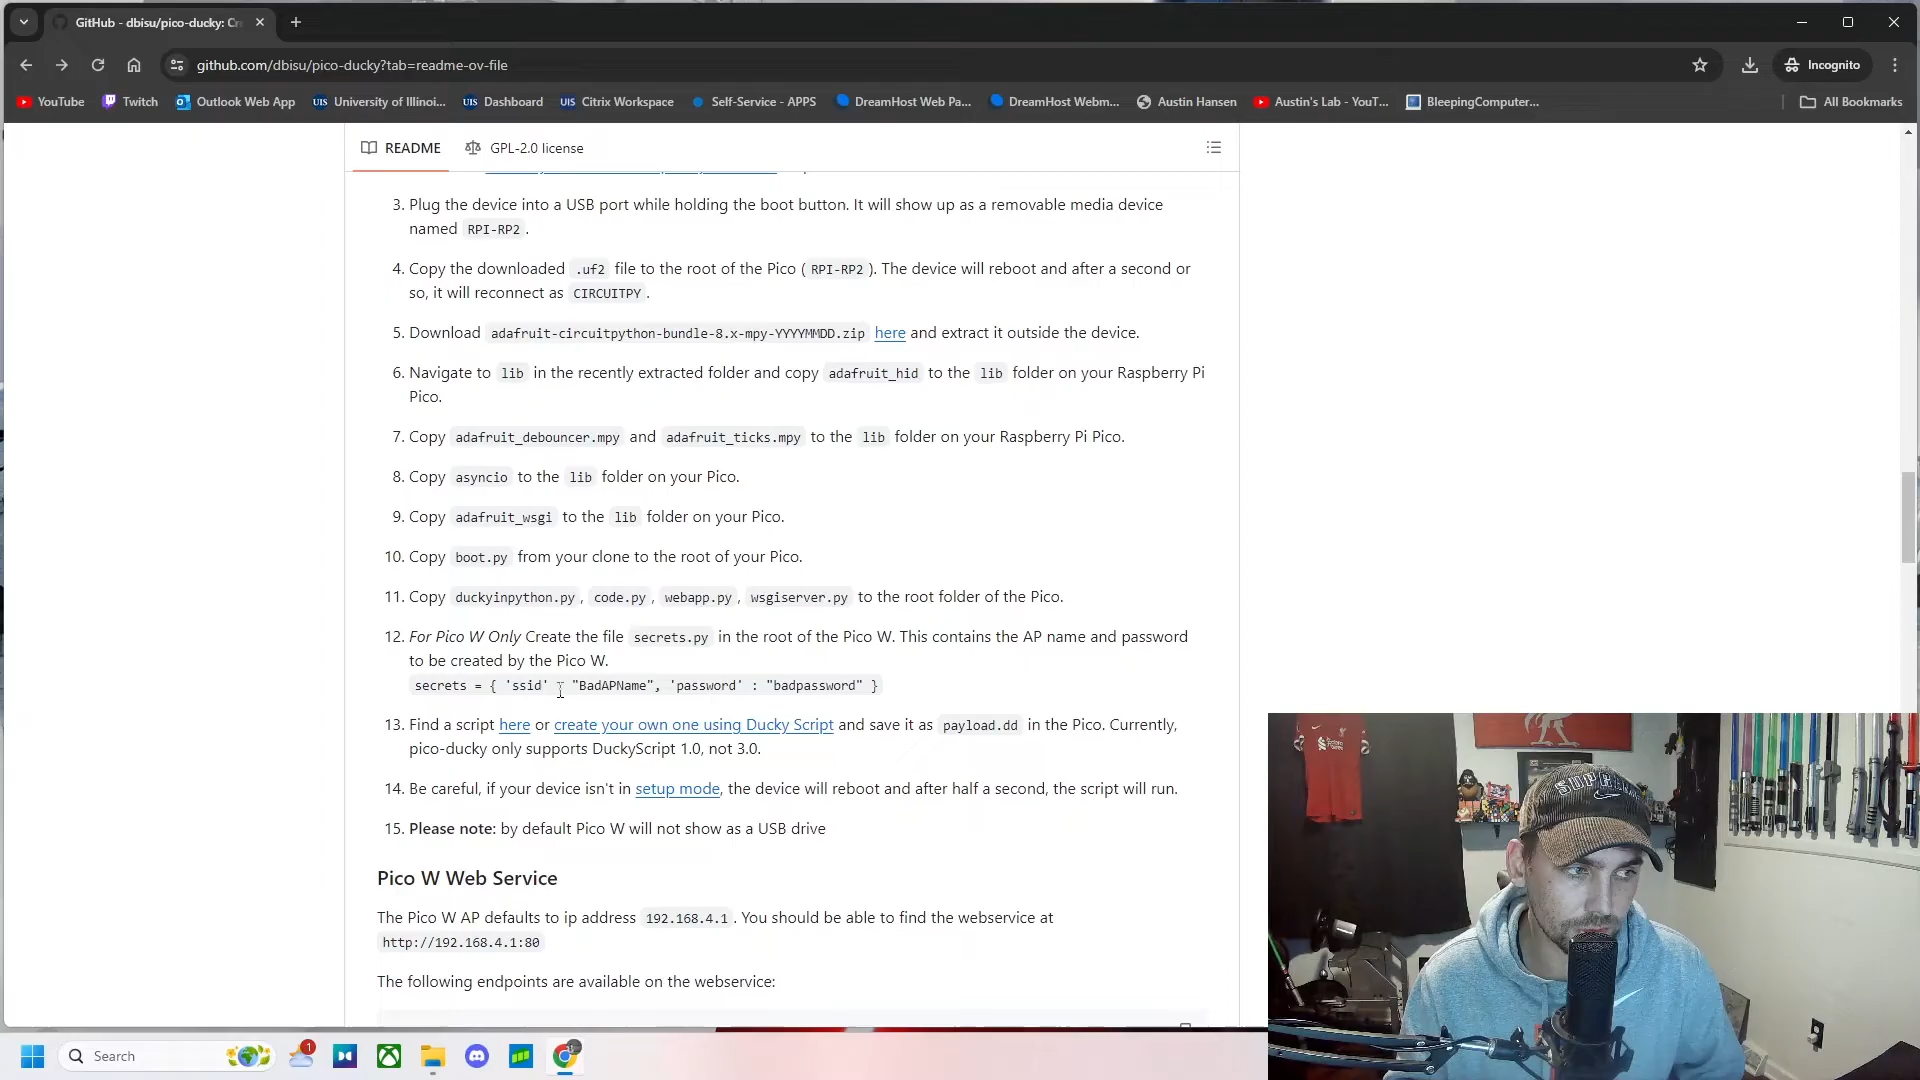 GitHub - dbisu/pico-ducky: Cr
github.com/dbisu/pico-ducky?tab=readme-ov-file
Incognito
YouTube
Twitch
Outlook Web App
UIS University of Illinoi...
UIS Dashboard
UIS Citrix Workspace
Self-Service - APPS
DreamHost Web Pa...
DreamHost Webm...
Austin Hansen
Austin's Lab - YouT...
BleepingComputer...
All Bookmarks
README
GPL-2.0 license
3. Plug the device into a USB port while holding the boot button. It will show up as a removable media device
named RPI-RP2 .
4. Copy the downloaded .uf2 file to the root of the Pico ( RPI-RP2 ). The device will reboot and after a second or
so, it will reconnect as CIRCUITPY .
5. Download adafruit-circuitpython-bundle-8.x-mpy-YYYYMMDD.zip here and extract it outside the device.
6. Navigate to lib in the recently extracted folder and copy adafruit_hid to the lib folder on your Raspberry Pi
Pico.
7. Copy adafruit_debouncer.mpy and adafruit_ticks.mpy to the lib folder on your Raspberry Pi Pico.
8. Copy asyncio to the lib folder on your Pico.
9. Copy adafruit_wsgi to the lib folder on your Pico.
10. Copy boot.py from your clone to the root of your Pico.
11. Copy duckyinpython.py , code.py , webapp.py , wsgiserver.py to the root folder of the Pico.
12. For Pico W Only Create the file secrets.py in the root of the Pico W. This contains the AP name and password
to be created by the Pico W.
secrets = { 'ssid' : "BadAPName", 'password' : "badpassword" }
13. Find a script here or create your own one using Ducky Script and save it as payload.dd in the Pico. Currently,
pico-ducky only supports DuckyScript 1.0, not 3.0.
14. Be careful, if your device isn't in setup mode, the device will reboot and after half a second, the script will run.
15. Please note: by default Pico W will not show as a USB drive
Pico W Web Service
The Pico W AP defaults to ip address 192.168.4.1 . You should be able to find the webservice at
http://192.168.4.1:80
The following endpoints are available on the webservice:
Search
1